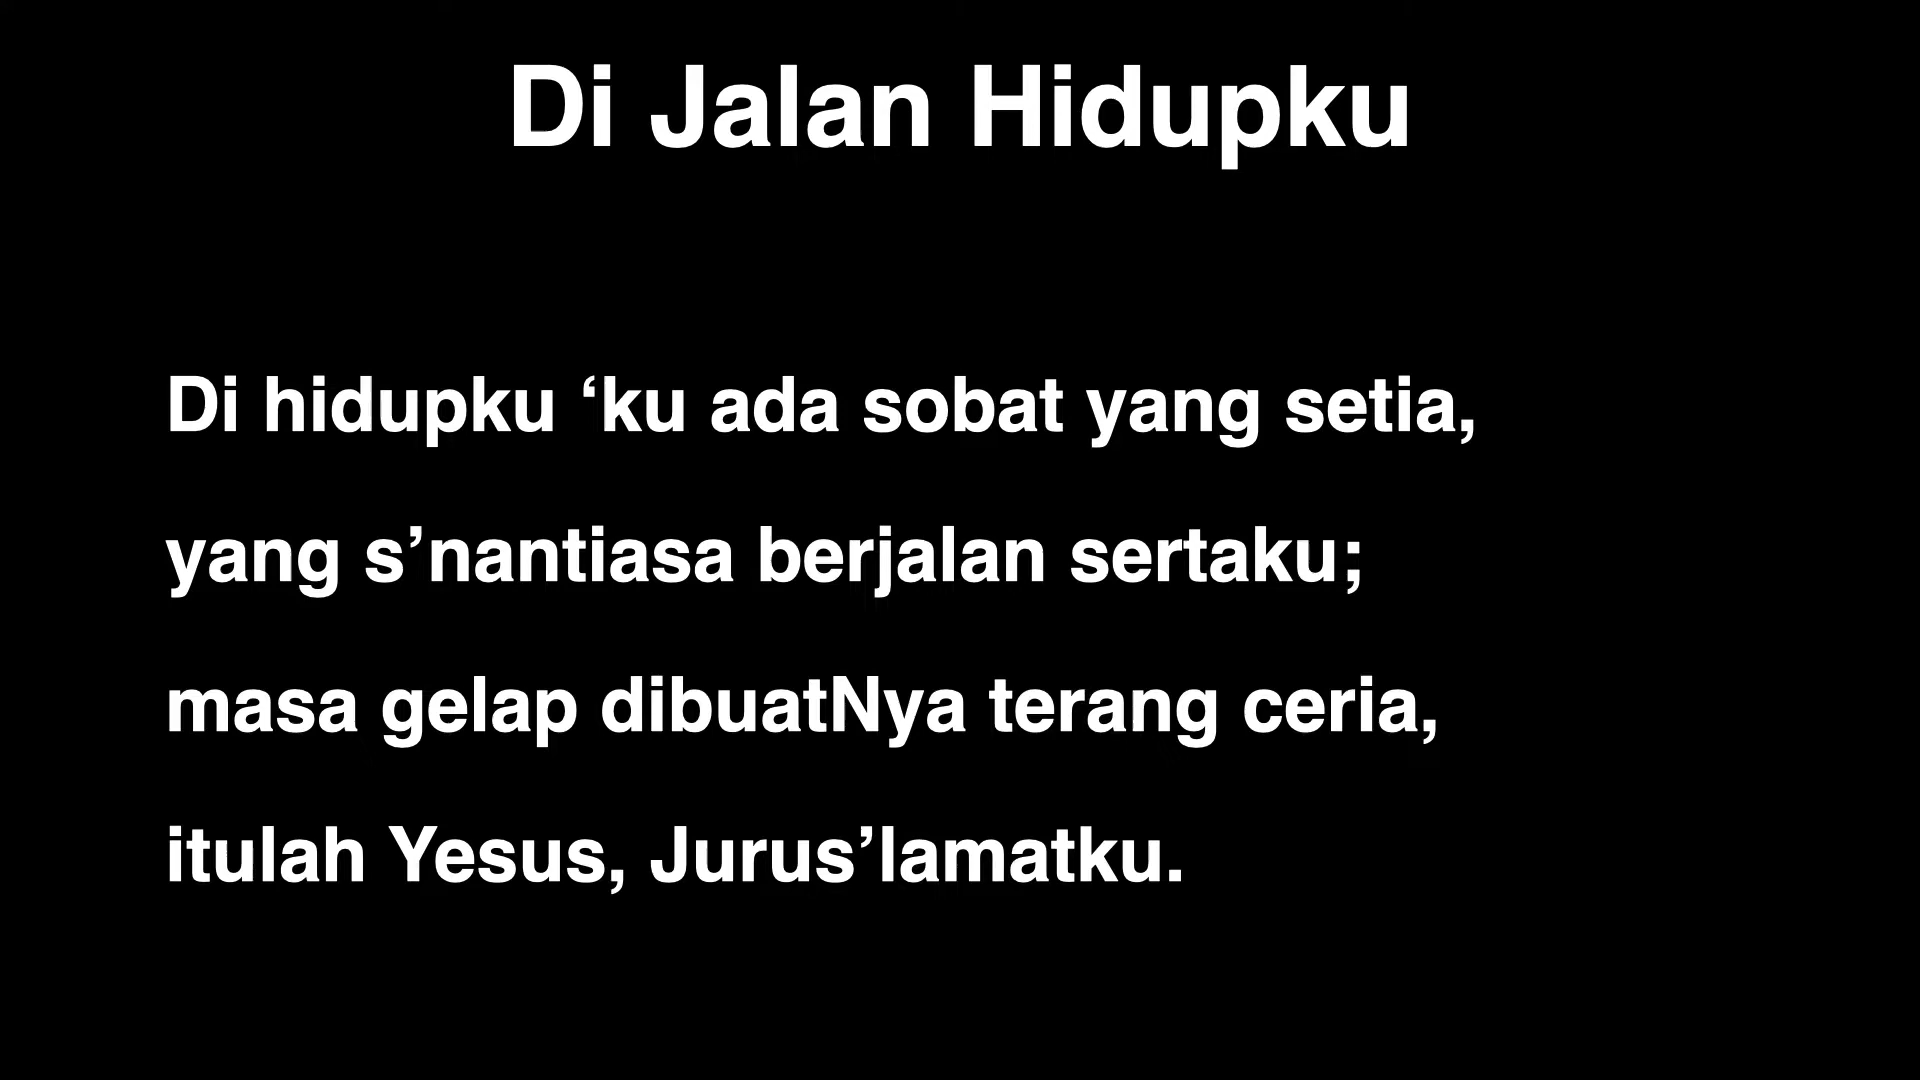 Di Jalan Hidupku
Di hidupku ‘ku ada sobat yang setia,
yang s’nantiasa berjalan sertaku;
masa gelap dibuatNya terang ceria,
itulah Yesus, Jurus’lamatku.